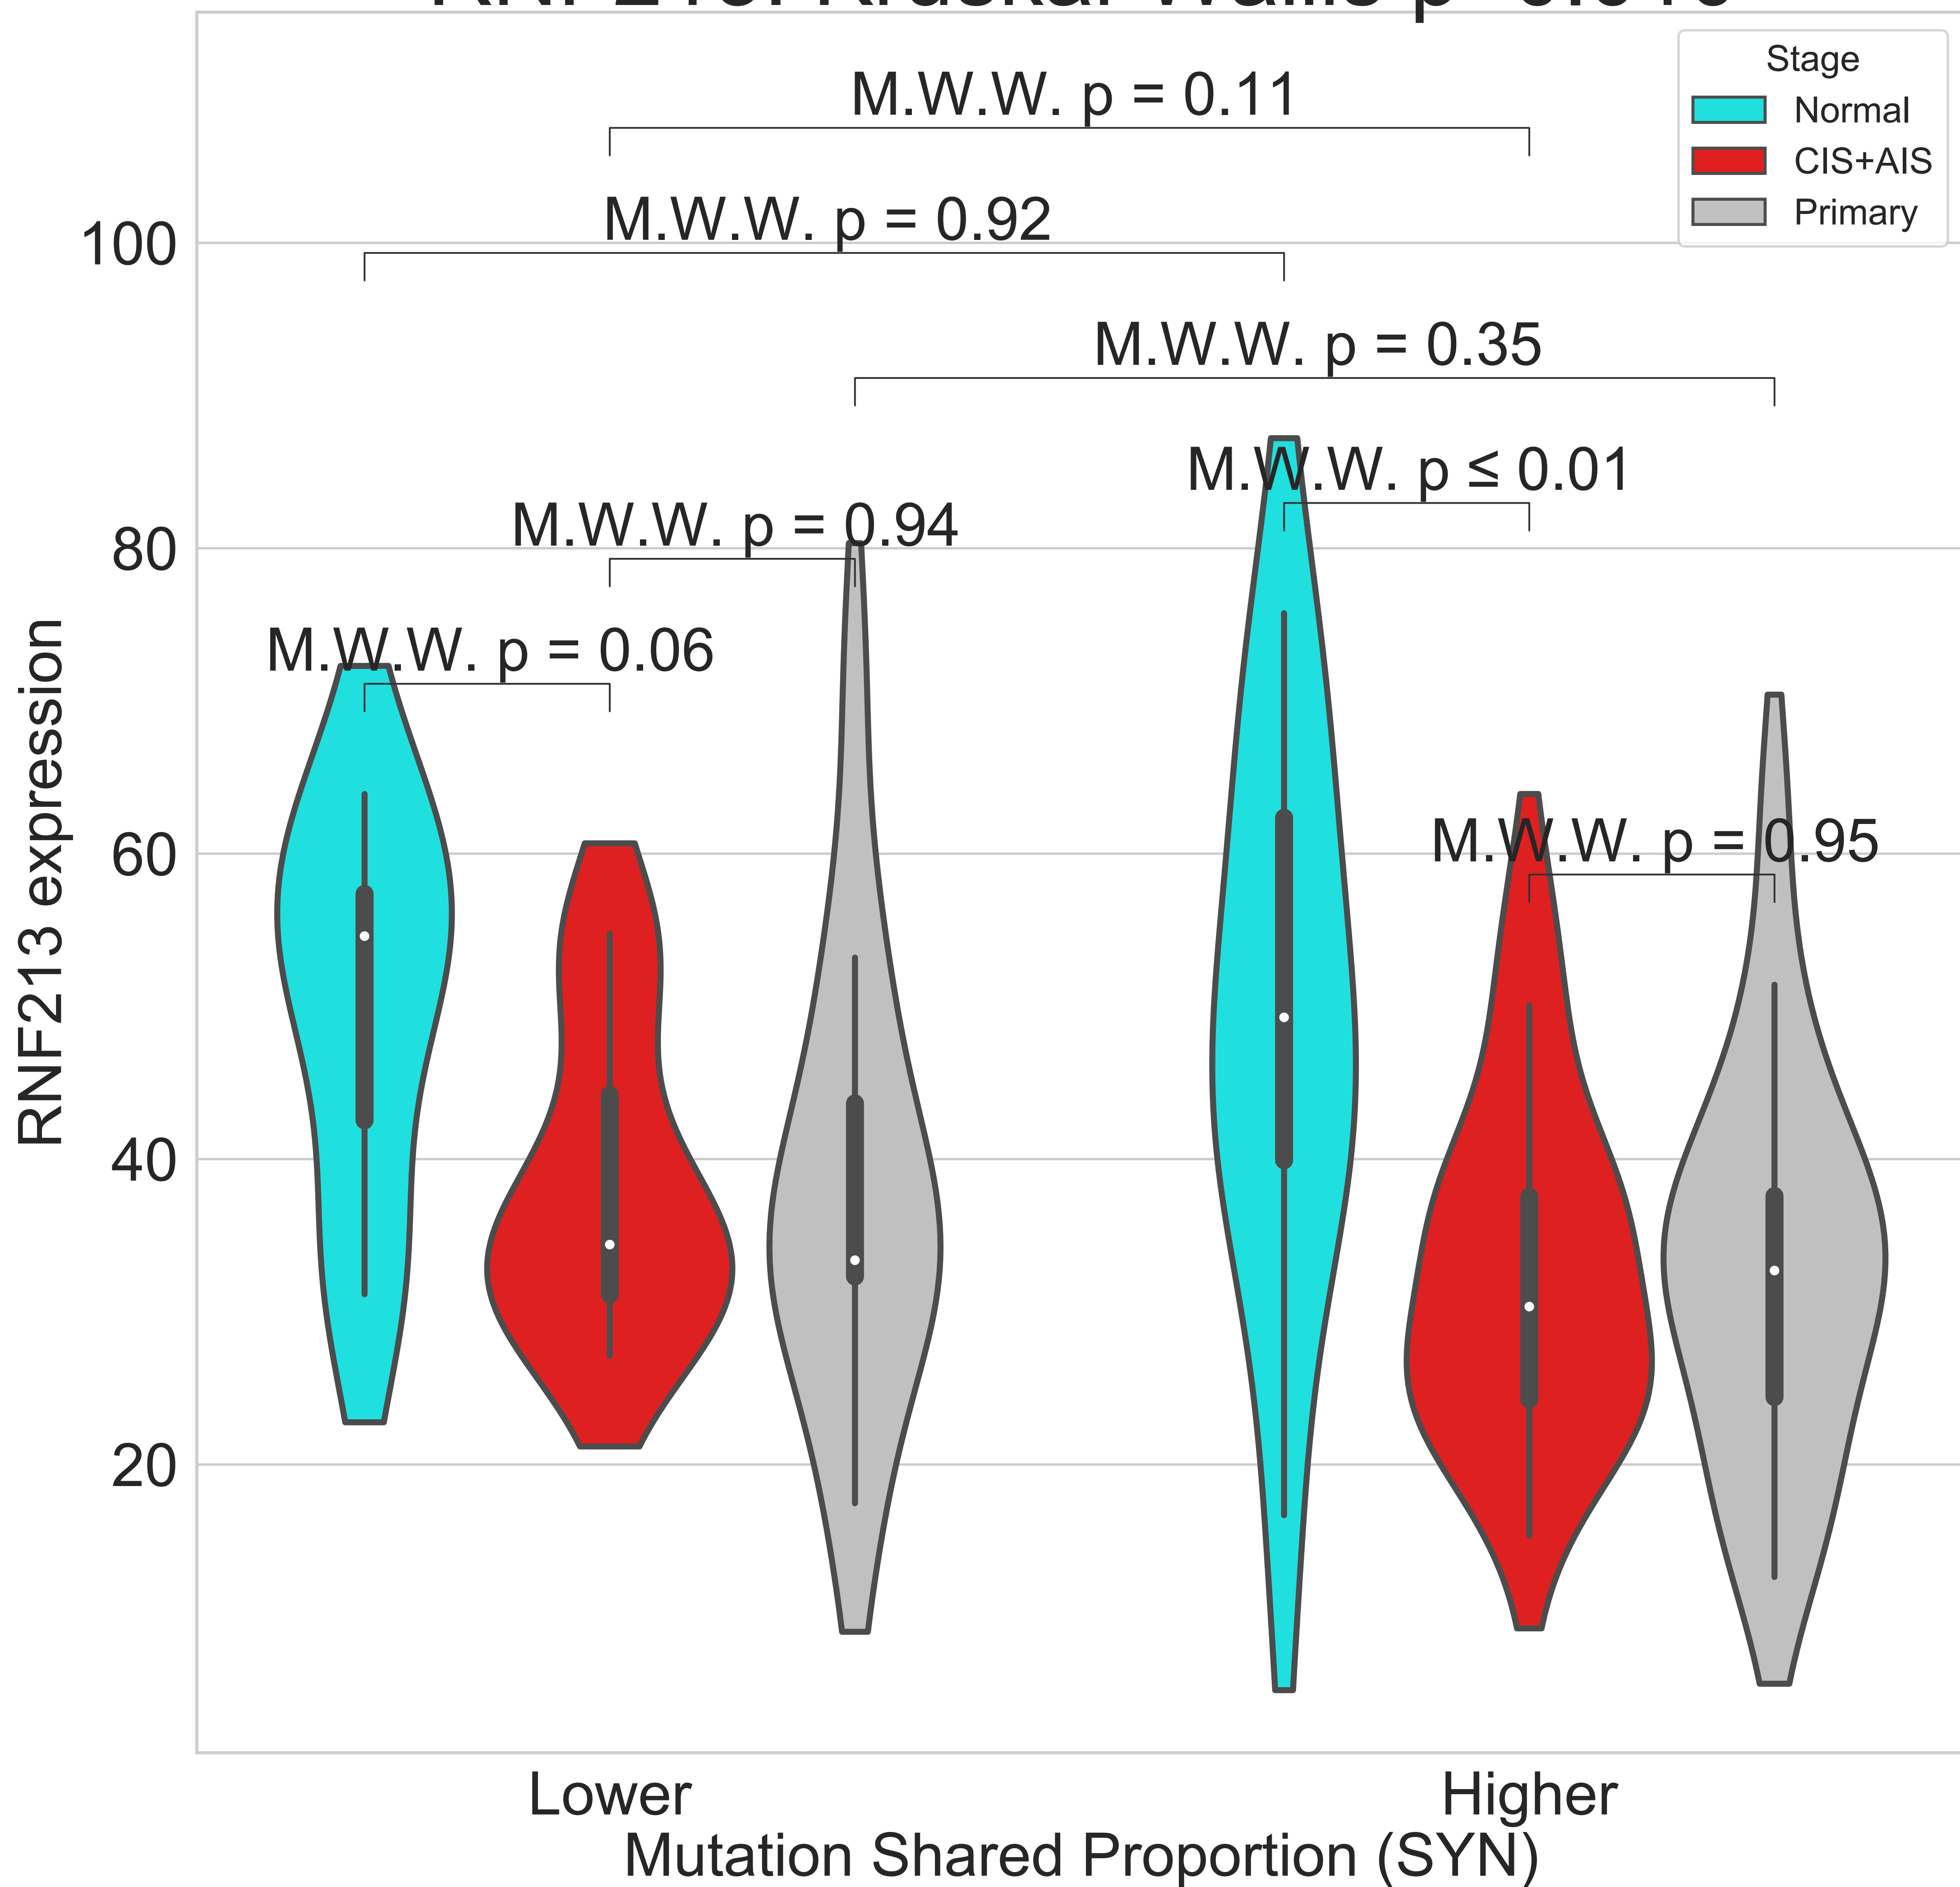 Stage
Normal
CIS+AIS
Primary
M.W.W. p = 0.11
M.W.W. p = 0.92
M.W.W. p = 0.35
M.W.W. p ≤ 0.01
M.W.W. p = 0.94
M.W.W. p = 0.06
M.W.W. p = 0.95
100
80
60
40
20
RNF213 expression
Lower
Higher
Mutation Shared Proportion (SYN)